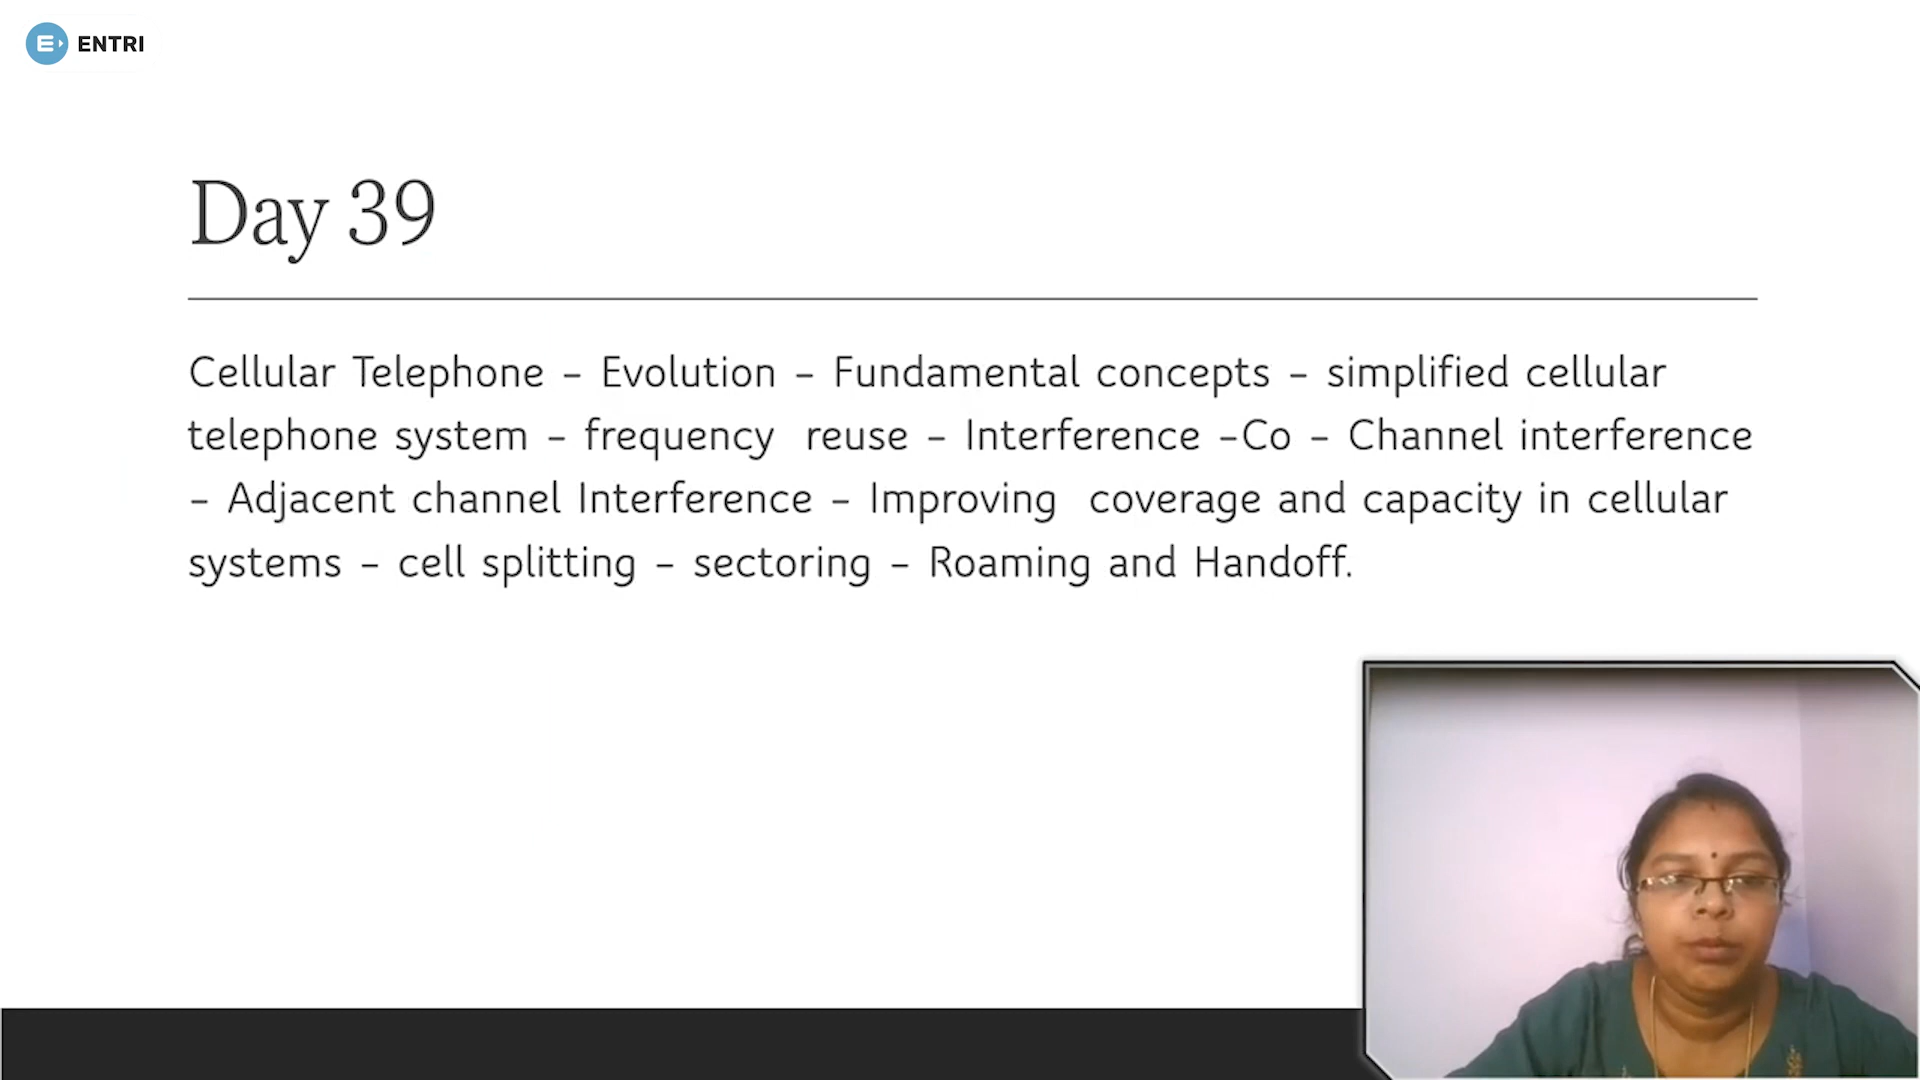 ENTRI
Day 39
Cellular Telephone – Evolution – Fundamental concepts – simplified cellular
telephone system – frequency reuse – Interference –Co – Channel interference
– Adjacent channel Interference – Improving coverage and capacity in cellular
systems – cell splitting – sectoring – Roaming and Handoff.